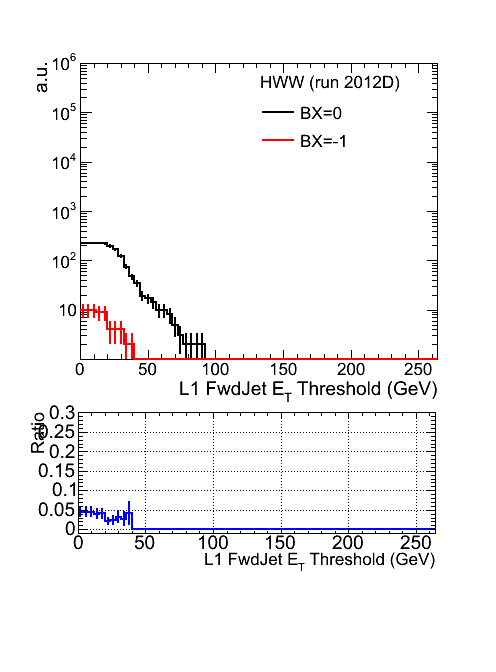 a.u.
10^6
10^5
10^4
10^3
10^2
10
HWW (run 2012D)
BX=0
BX=-1
0 50 100 150 200 250
L1 FwdJet E_T Threshold (GeV)
Ratio
0.3
0.25
0.2
0.15
0.1
0.05
0
0 50 100 150 200 250
L1 FwdJet E_T Threshold (GeV)